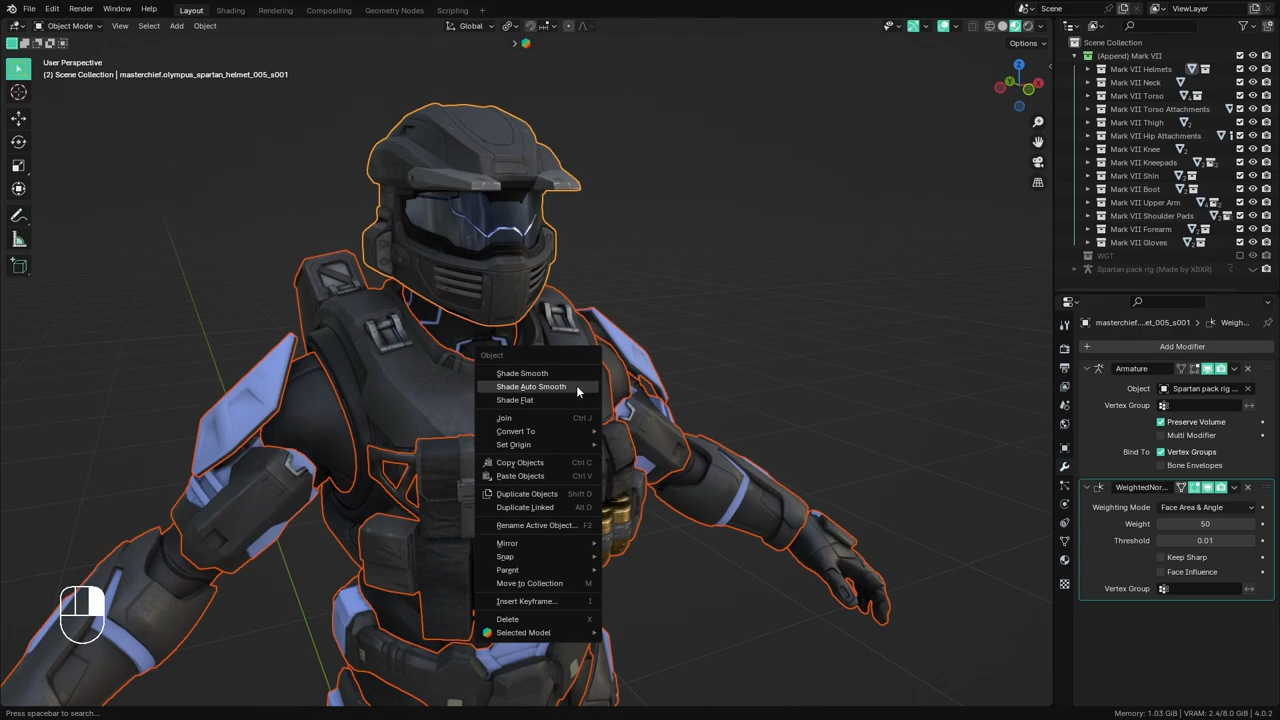 File Edit Render Window Help
Layout Shading Rendering Compositing Geometry Nodes Scripting
Scene ViewLayer
Object Mode View Select Add Object Global
Options
User Perspective
(2) Scene Collection | masterchief.olympus_spartan_helmet_005_s001
Z
Y
X
Object
Shade Smooth
Shade Auto Smooth
Shade Flat
Join Ctrl J
Convert To
Set Origin
Copy Objects Ctrl C
Paste Objects Ctrl V
Duplicate Objects Shift D
Duplicate Linked Alt D
Rename Active Object... F2
Mirror
Snap
Parent
Move to Collection M
Insert Keyframe... I
Delete X
Selected Model
Scene Collection
(Append) Mark VII
Mark VII Helmets
Mark VII Neck
Mark VII Torso
Mark VII Torso Attachments
Mark VII Thigh
Mark VII Hip Attachments
Mark VII Knee
Mark VII Kneepads
Mark VII Shin
Mark VII Boot
Mark VII Upper Arm
Mark VII Shoulder Pads
Mark VII Forearm
Mark VII Gloves
WGT
Spartan pack rig (Made by XBXR)
masterchief....et_005_s001 Weigh...
Add Modifier
Armature
Object Spartan pack rig ...
Vertex Group
Preserve Volume
Multi Modifier
Bind To Vertex Groups
Bone Envelopes
WeightedNor...
Weighting Mode Face Area & Angle
Weight 50
Threshold 0.01
Keep Sharp
Face Influence
Vertex Group
Press spacebar to search...
Memory: 1.03 GiB | VRAM: 2.4/8.0 GiB | 4.0.2